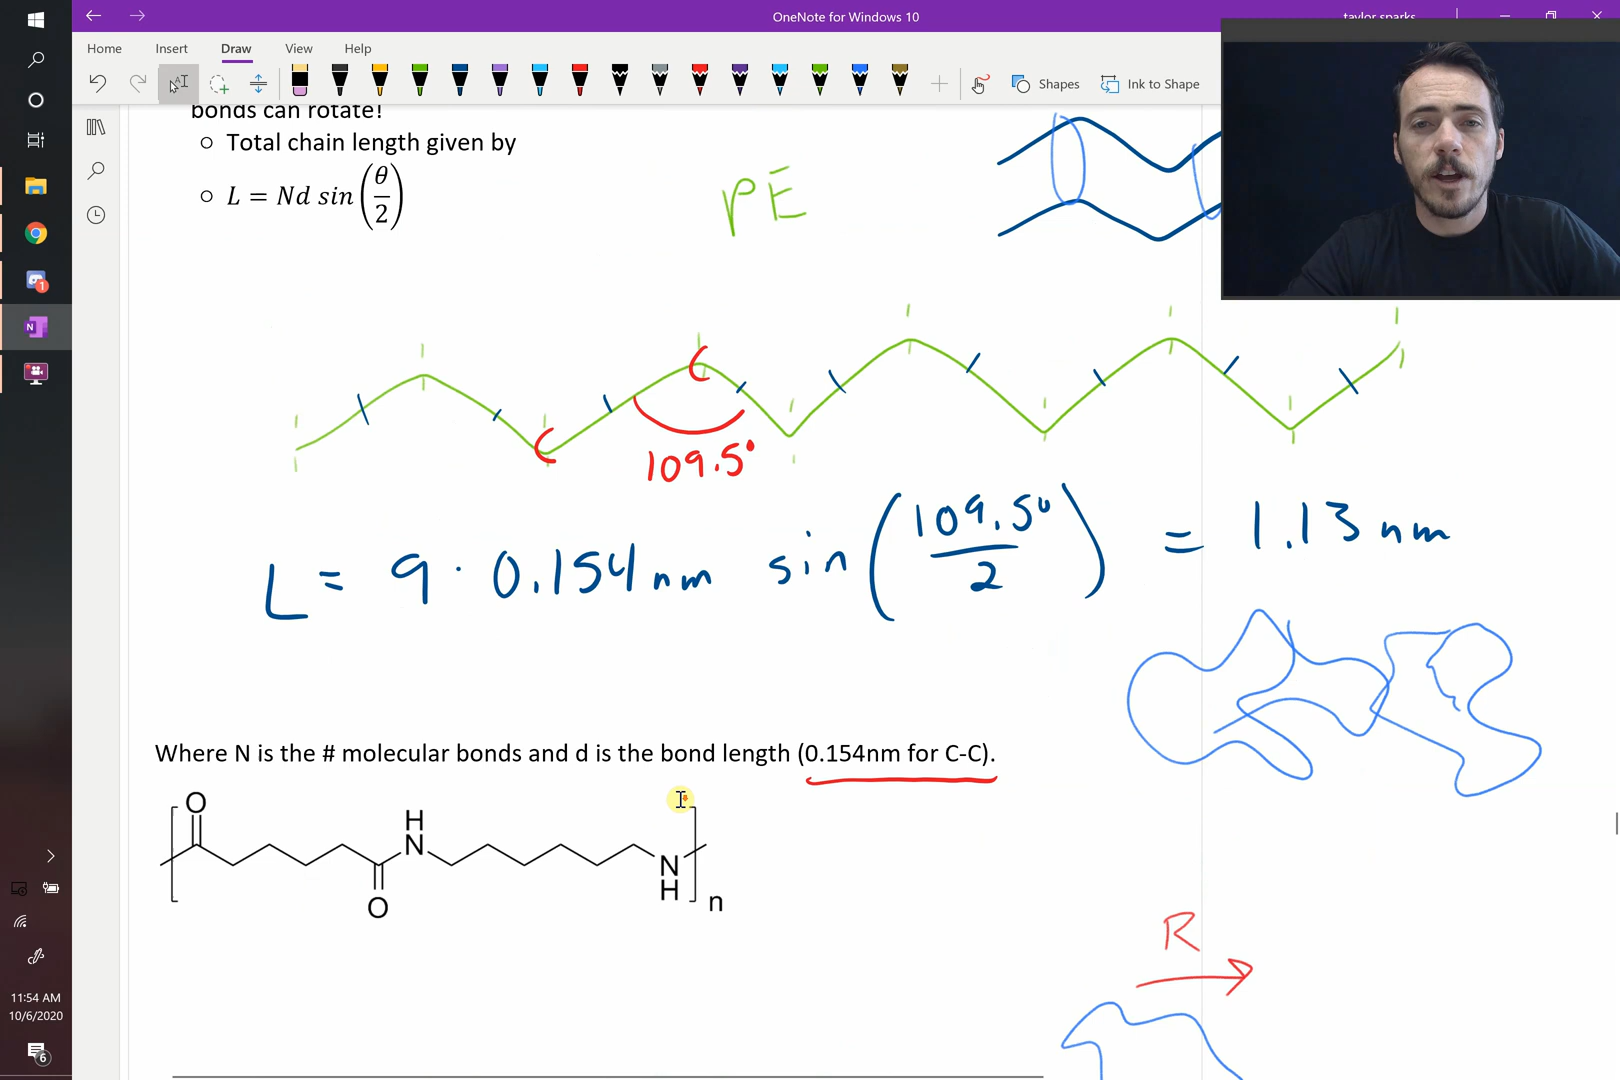 OneNote for Windows 10
taylor sparks
Home Insert Draw View Help
Shapes
Ink to Shape
bonds can rotate!
○ Total chain length given by
○ L = Nd sin(θ/2)
PE
109.5°
L = 9 · 0.154 nm sin(109.5°/2) = 1.13 nm
Where N is the # molecular bonds and d is the bond length (0.154nm for C-C).
O
H
N
O
N
H
n
R
11:54 AM
10/6/2020
6
1